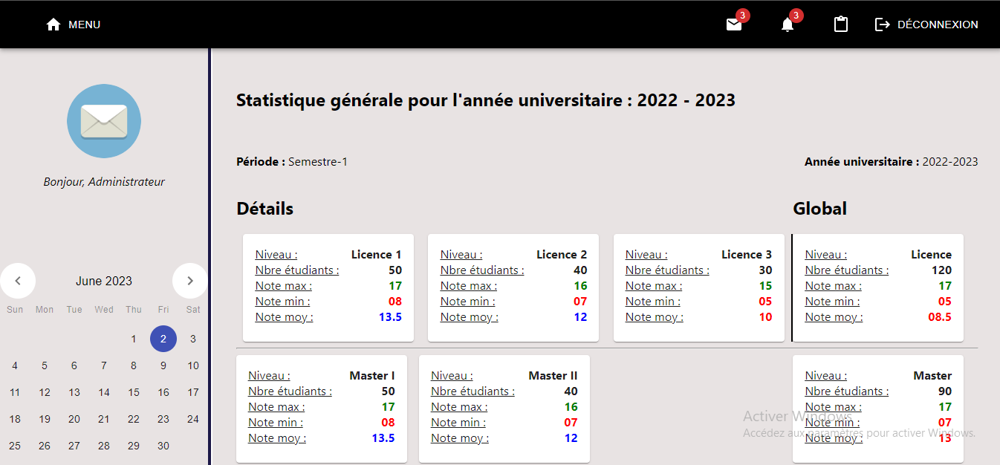 MENU
3
3
DÉCONNEXION
Bonjour, Administrateur
June 2023
Sun Mon Tue Wed Thu Fri Sat
1 2 3
4 5 6 7 8 9 10
11 12 13 14 15 16 17
18 19 20 21 22 23 24
25 26 27 28 29 30
Statistique générale pour l'année universitaire : 2022 - 2023
Période : Semestre-1
Année universitaire : 2022-2023
Détails
Global
Niveau : Licence 1
Nbre étudiants : 50
Note max : 17
Note min : 08
Note moy : 13.5
Niveau : Licence 2
Nbre étudiants : 40
Note max : 16
Note min : 07
Note moy : 12
Niveau : Licence 3
Nbre étudiants : 30
Note max : 15
Note min : 05
Note moy : 10
Niveau : Licence
Nbre étudiants : 120
Note max : 17
Note min : 05
Note moy : 08.5
Niveau : Master I
Nbre étudiants : 50
Note max : 17
Note min : 08
Note moy : 13.5
Niveau : Master II
Nbre étudiants : 40
Note max : 16
Note min : 07
Note moy : 12
Niveau : Master
Nbre étudiants : 90
Note max : 17
Note min : 07
Note moy : 13
Activer Windows
Accédez aux paramètres pour activer Windows.